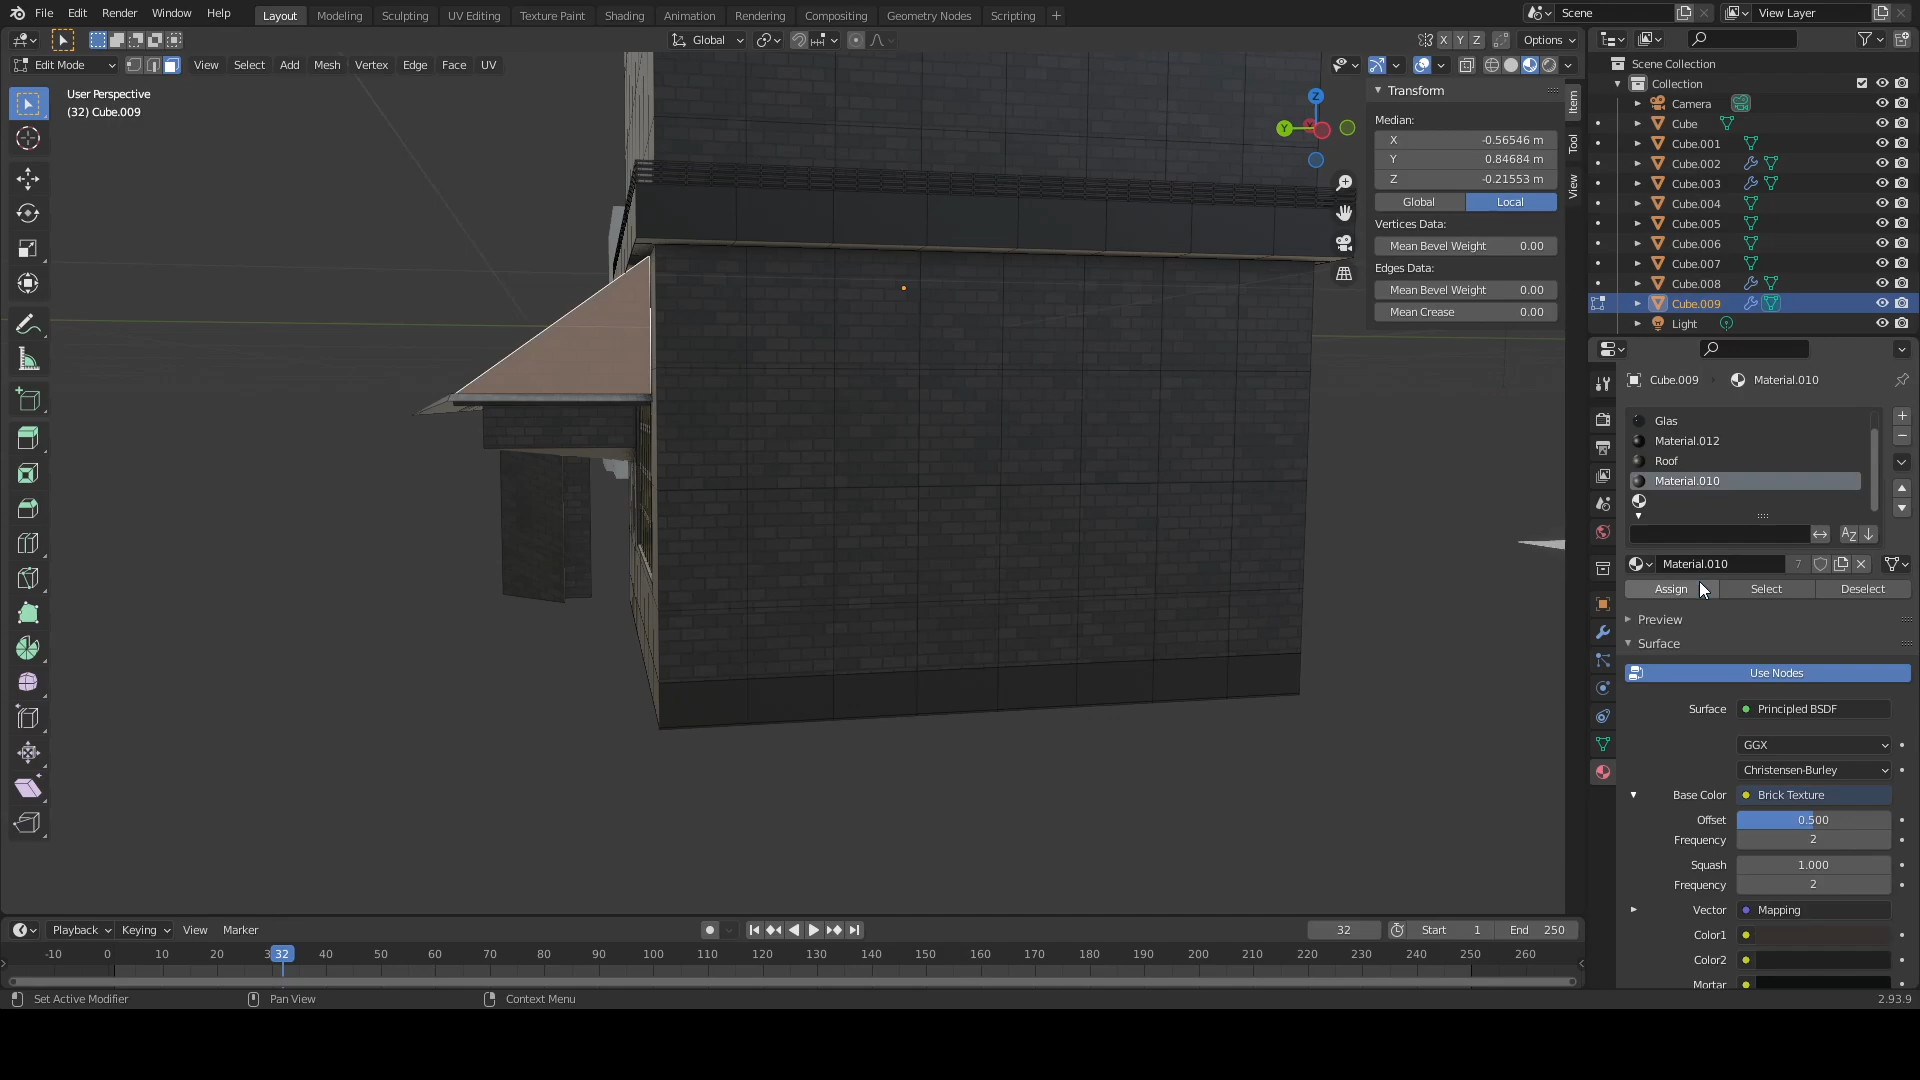 File Edit Render Window Help Layout Modeling Sculpting UV Editing Texture Paint Shading Animation Rendering Compositing Geometry Nodes Scripting + Scene View Layer
Global Options
Edit Mode View Select Add Mesh Vertex Edge Face UV X Y Z
User Perspective
(32) Cube.009
Z
Y
Transform
Median:
X -0.56546 m
Y 0.84684 m
Z -0.21553 m
Global Local
Vertices Data:
Mean Bevel Weight 0.00
Edges Data:
Mean Bevel Weight 0.00
Mean Crease 0.00
Item
Tool
View
Scene Collection
Collection
Camera
Cube
Cube.001
Cube.002
Cube.003
Cube.004
Cube.005
Cube.006
Cube.007
Cube.008
Cube.009
Light
Cube.009 Material.010
Glas
Material.012
Roof
Material.010
AZ
Material.010 7
Assign Select Deselect
Preview
Surface
Use Nodes
Surface Principled BSDF
GGX
Christensen-Burley
Base Color Brick Texture
Offset 0.500
Frequency 2
Squash 1.000
Frequency 2
Vector Mapping
Color1
Color2
Mortar
Playback Keying View Marker 32 Start 1 End 250
-10 0 10 20 3 32 40 50 60 70 80 90 100 110 120 130 140 150 160 170 180 190 200 210 220 230 240 250 260
Set Active Modifier Pan View Context Menu 2.93.9